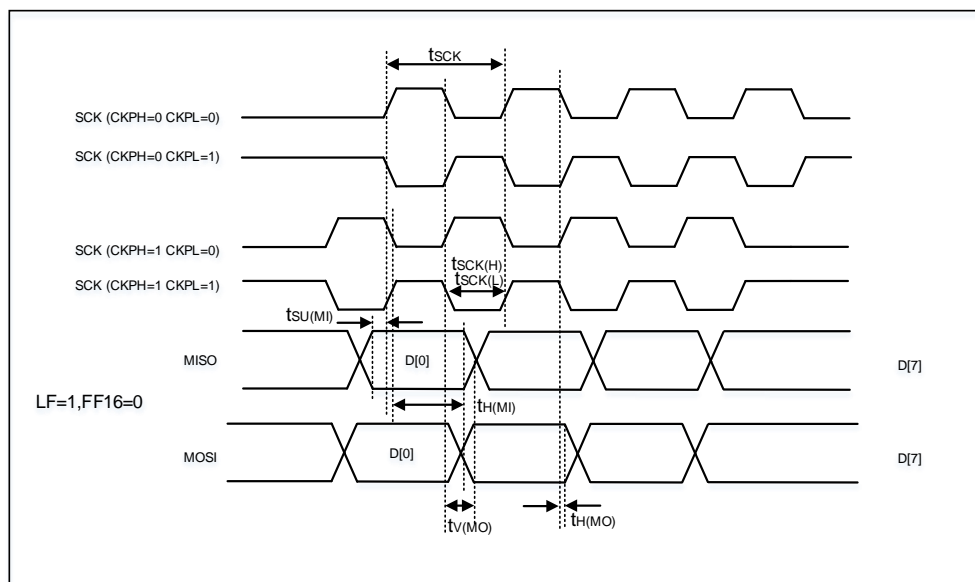 tSCK
SCK (CKPH=0 CKPL=0)
SCK (CKPH=0 CKPL=1)
SCK (CKPH=1 CKPL=0)
tSCK(H)
tSCK(L)
SCK (CKPH=1 CKPL=1)
tSU(MI)
MISO
D[0]
D[7]
LF=1,FF16=0
tH(MI)
MOSI
D[0]
D[7]
tV(MO)
tH(MO)